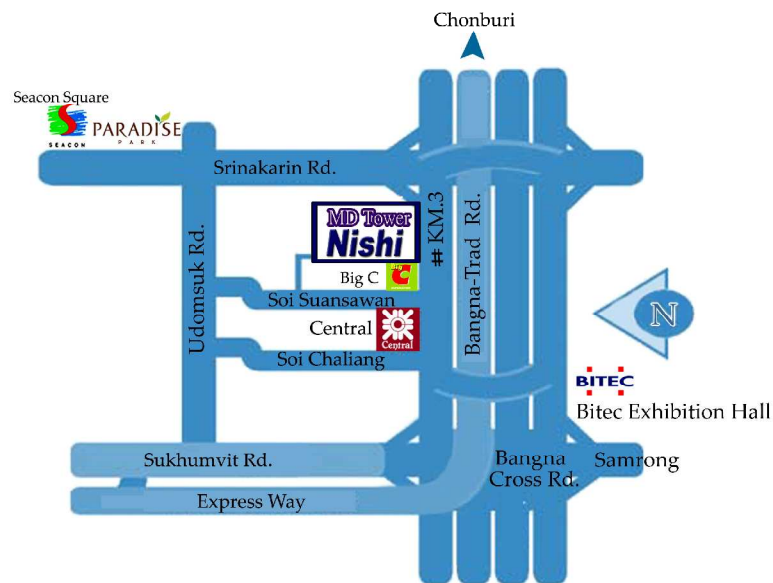 Chonburi
Seacon Square
S
SEACON
PARADISE
PARK
Srinakarin Rd.
MD Tower
Nishi
# KM.3
Bangna-Trad Rd.
Udomsuk Rd.
Big C
Big
C
Soi Suansawan
Central
Central
N
Soi Chaliang
BITEC
Bitec Exhibition Hall
Sukhumvit Rd.
Bangna
Cross Rd.
Samrong
Express Way